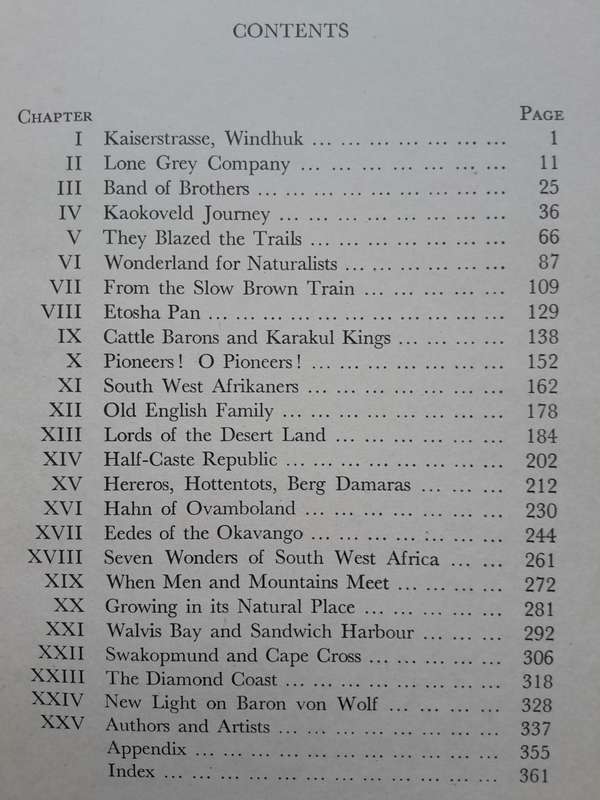 CONTENTS
CHAPTER PAGE
I Kaiserstrasse, Windhuk ... ... ... ... ... ... ... 1
II Lone Grey Company ... ... ... ... ... ... ... 11
III Band of Brothers ... ... ... ... ... ... ... ... 25
IV Kaokoveld Journey ... ... ... ... ... ... ... ... 36
V They Blazed the Trails ... ... ... ... ... ... ... 66
VI Wonderland for Naturalists ... ... ... ... ... ... 87
VII From the Slow Brown Train ... ... ... ... ... 109
VIII Etosha Pan ... ... ... ... ... ... ... ... ... ... 129
IX Cattle Barons and Karakul Kings ... ... ... ... 138
X Pioneers! O Pioneers! ... ... ... ... ... ... ... 152
XI South West Afrikaners ... ... ... ... ... ... ... 162
XII Old English Family ... ... ... ... ... ... ... ... 178
XIII Lords of the Desert Land ... ... ... ... ... ... 184
XIV Half-Caste Republic ... ... ... ... ... ... ... ... 202
XV Hereros, Hottentots, Berg Damaras ... ... ... 212
XVI Hahn of Ovamboland ... ... ... ... ... ... ... 230
XVII Eedes of the Okavango ... ... ... ... ... ... ... 244
XVIII Seven Wonders of South West Africa ... ... 261
XIX When Men and Mountains Meet ... ... ... ... 272
XX Growing in its Natural Place ... ... ... ... ... 281
XXI Walvis Bay and Sandwich Harbour ... ... ... 292
XXII Swakopmund and Cape Cross ... ... ... ... ... 306
XXIII The Diamond Coast ... ... ... ... ... ... ... ... 318
XXIV New Light on Baron von Wolf ... ... ... ... 328
XXV Authors and Artists ... ... ... ... ... ... ... ... 337
Appendix ... ... ... ... ... ... ... ... ... ... 355
Index ... ... ... ... ... ... ... ... ... ... ... 361